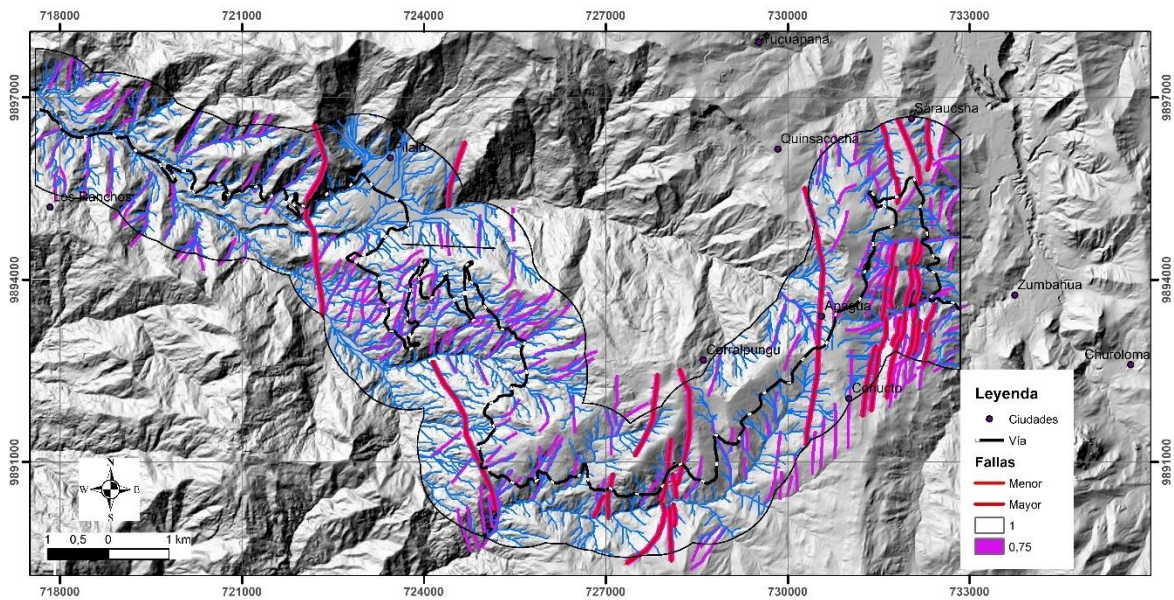 718000 721000 724000 727000 730000 733000
9897000 9897000
9894000 9894000
9891000 9891000
Yucuapana
Saraucsha
Quinsacocha
Pilalo
Los Ranchos
Zumbahua
Apagua
Corralpungu
Churoloma
Conucto
N
W E
S
1 0,5 0 1 km
Leyenda
Ciudades
Vía
Fallas
Menor
Mayor
1
0,75
718000 721000 724000 727000 730000 733000